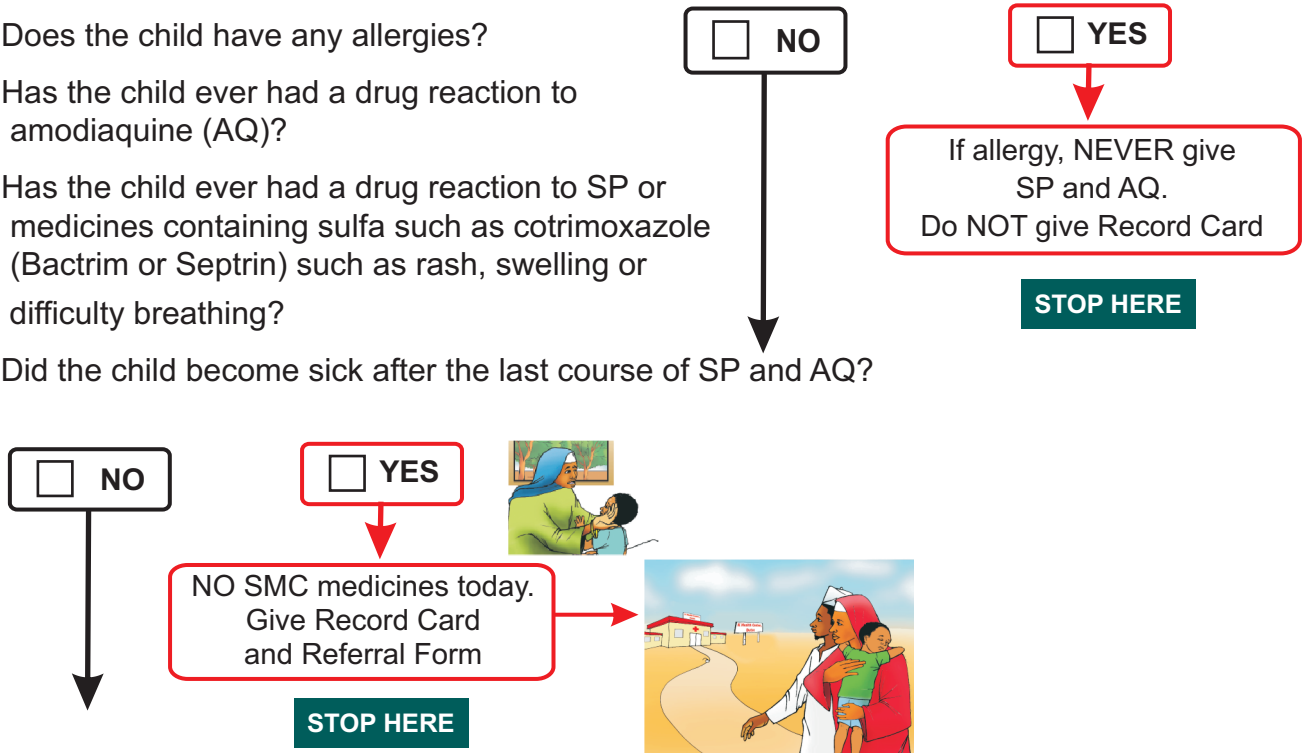 Does the child have any allergies?
NO
YES
Has the child ever had a drug reaction to
amodiaquine (AQ)?
If allergy, NEVER give
SP and AQ.
Do NOT give Record Card
Has the child ever had a drug reaction to SP or
medicines containing sulfa such as cotrimoxazole
(Bactrim or Septrin) such as rash, swelling or
difficulty breathing?
STOP HERE
Did the child become sick after the last course of SP and AQ?
NO
YES
NO SMC medicines today.
Give Record Card
and Referral Form
STOP HERE